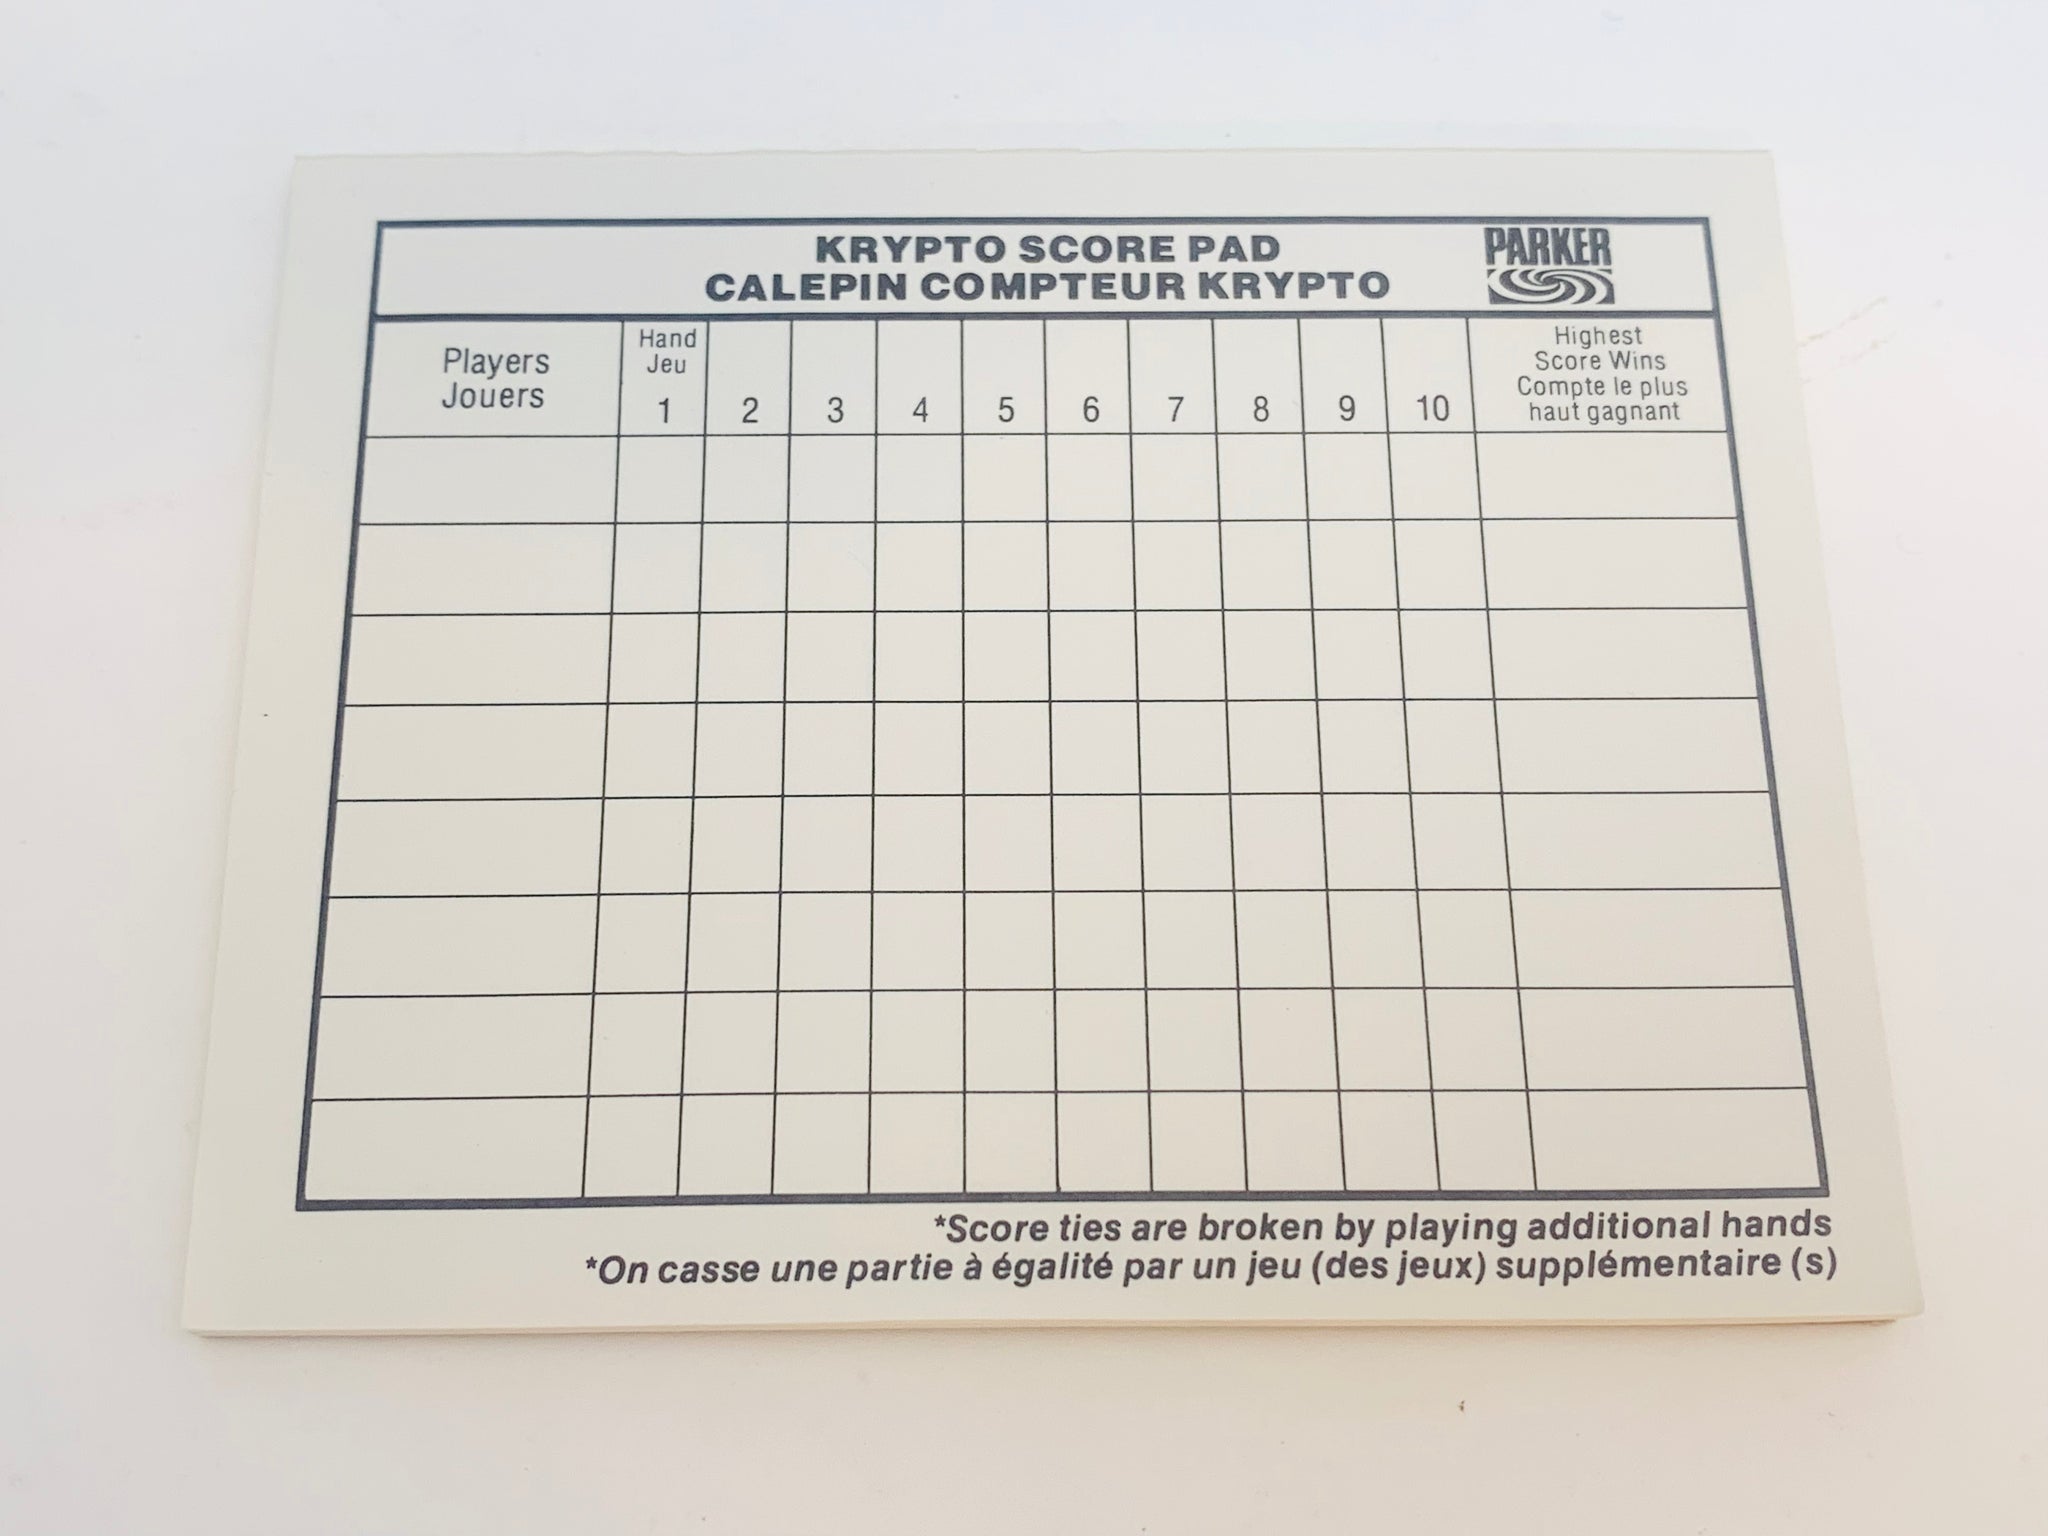 KRYPTO SCORE PAD
CALEPIN COMPTEUR KRYPTO
PARKER
Players
Jouers
Hand
Jeu
1 2 3 4 5 6 7 8 9 10
Highest
Score Wins
Compte le plus
haut gagnant
*Score ties are broken by playing additional hands
*On casse une partie à égalité par un jeu (des jeux) supplémentaire (s)